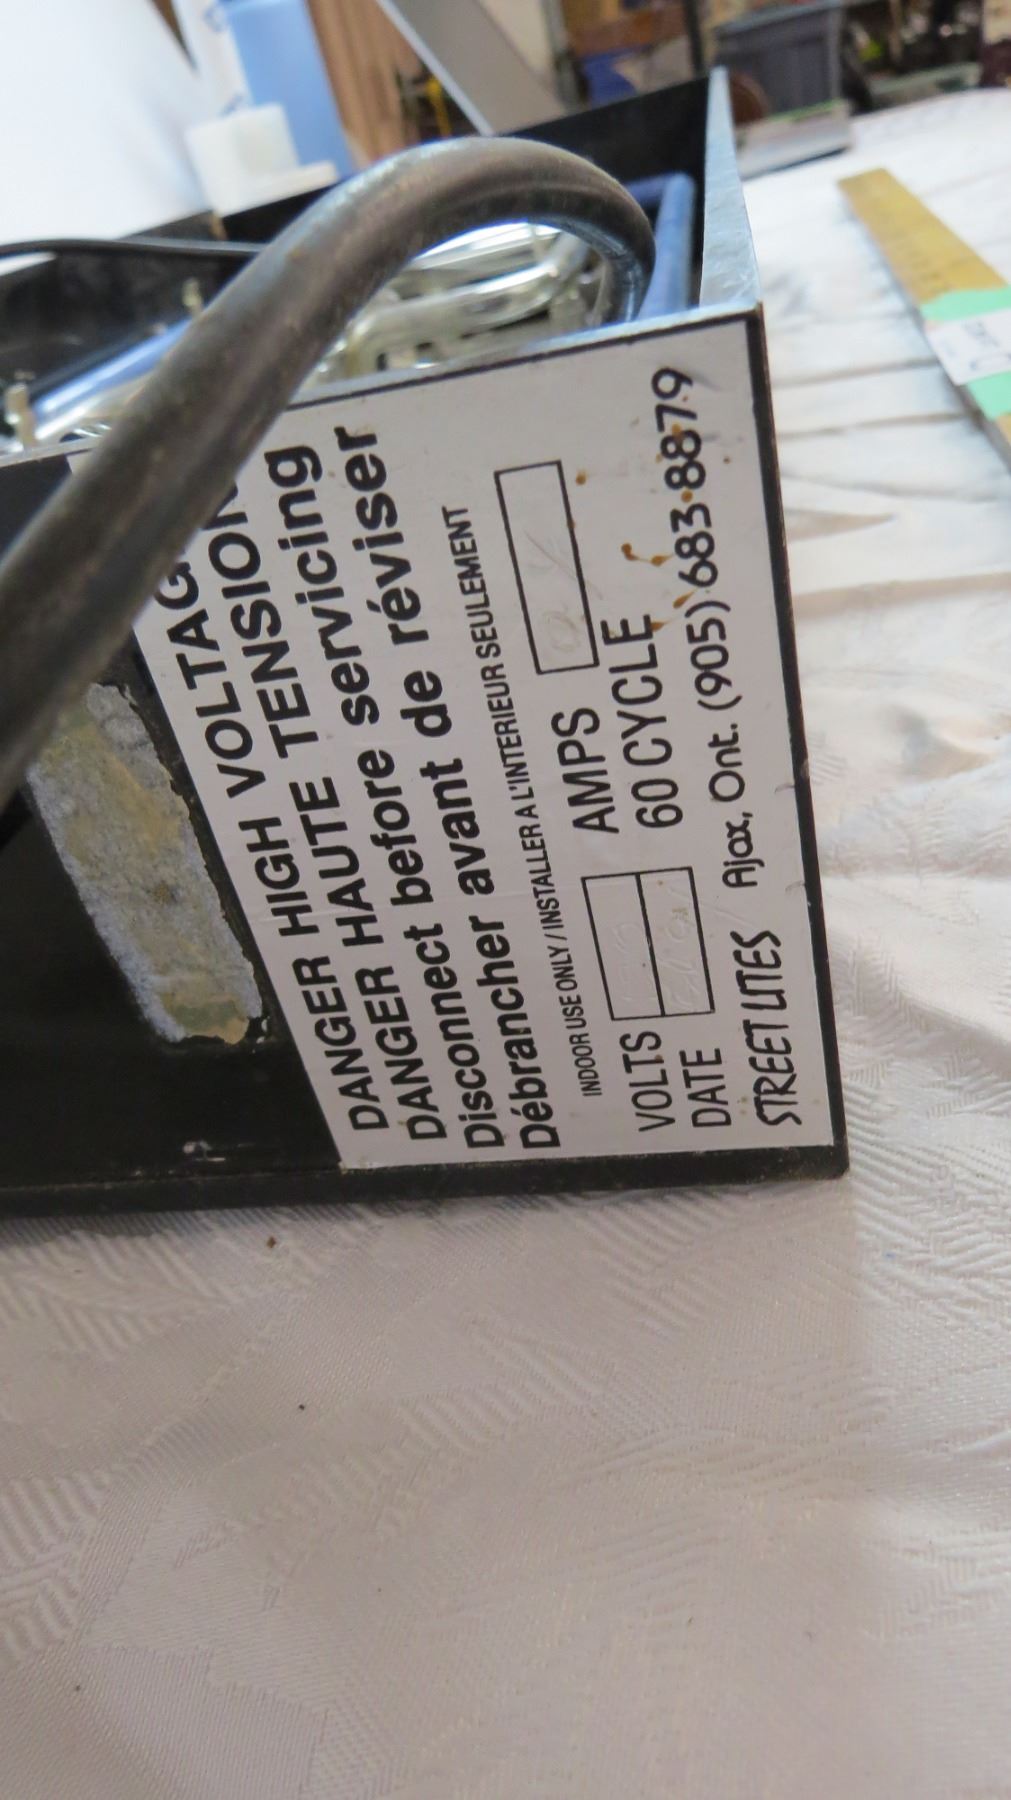 DANGER HIGH VOLTAG
DANGER HAUTE TENSION
Disconnect before servicing
Débrancher avant de réviser
INDOOR USE ONLY / INSTALLER A L'INTERIEUR SEULEMENT
VOLTS AMPS
DATE 60 CYCLE
STREET LITES Ajax, Ont. (905) 683-8879